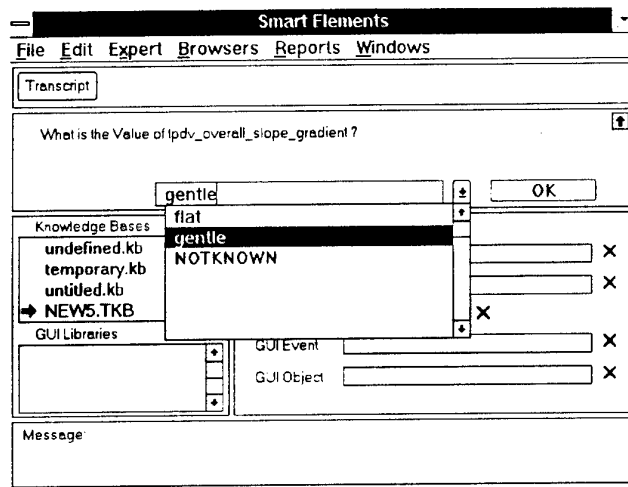 Smart Elements
File Edit Expert Browsers Reports Windows
Transcript
What is the Value of tpdv_overall_slope_gradient ?
gentle
OK
flat
gentle
NOTKNOWN
Knowledge Bases
undefined.kb
temporary.kb
untitled.kb
NEW5.TKB
GUI Libraries
GUI Event
GUI Object
Message: